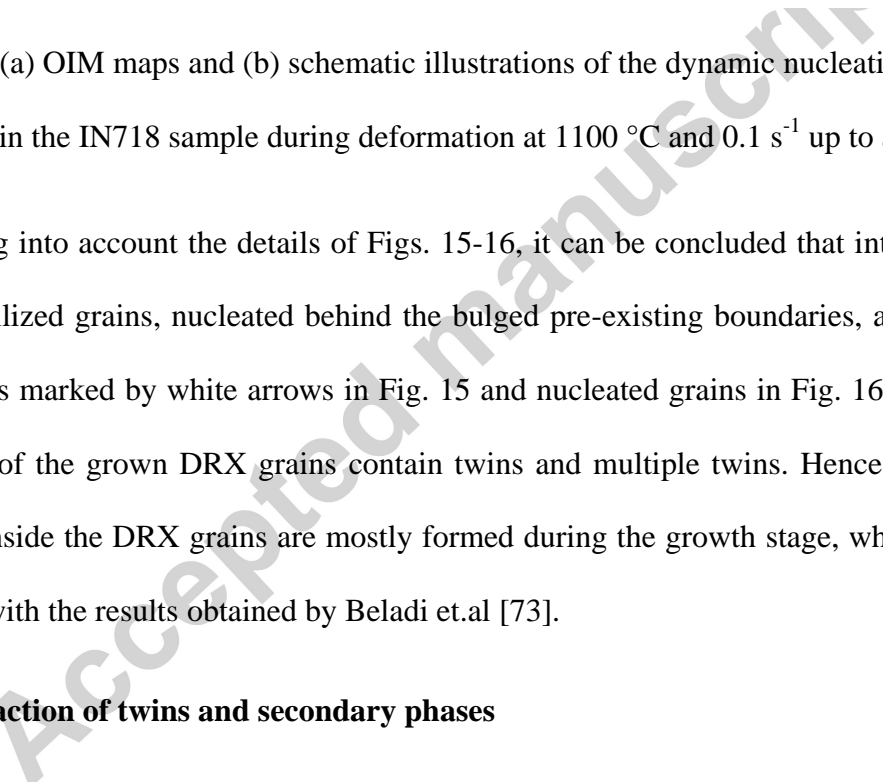 (a) OIM maps and (b) schematic illustrations of the dynamic nucleati
in the IN718 sample during deformation at 1100 °C and 0.1 s-1 up to
g into account the details of Figs. 15-16, it can be concluded that int
lized grains, nucleated behind the bulged pre-existing boundaries, a
s marked by white arrows in Fig. 15 and nucleated grains in Fig. 16
of the grown DRX grains contain twins and multiple twins. Hence
nside the DRX grains are mostly formed during the growth stage, wh
with the results obtained by Beladi et.al [73].
action of twins and secondary phases
Accepted manuscrip